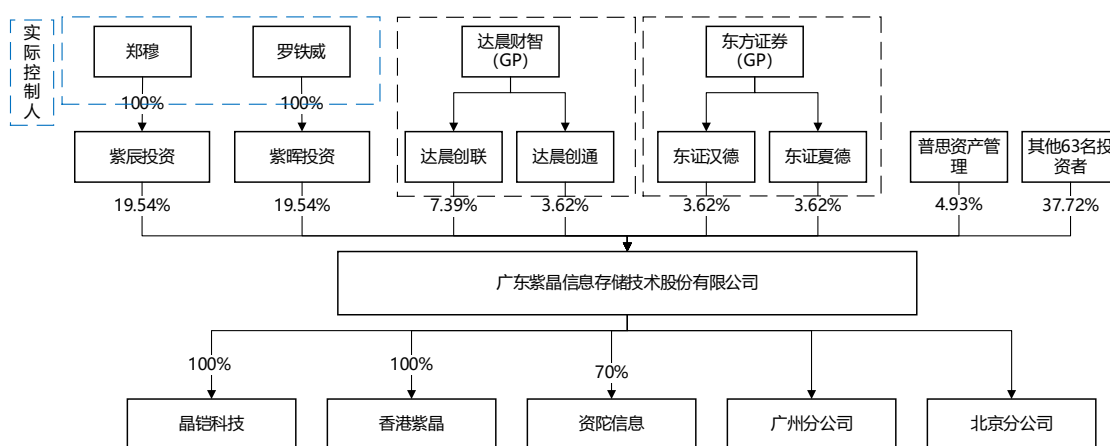 实
际
控
制
人
郑穆
罗铁威
达晨财智
（GP）
东方证券
（GP）
100%
100%
紫辰投资
紫晖投资
达晨创联
达晨创通
东证汉德
东证夏德
普思资产管
理
其他63名投
资者
19.54%
19.54%
7.39%
3.62%
3.62%
3.62%
4.93%
37.72%
广东紫晶信息存储技术股份有限公司
100%
100%
70%
晶铠科技
香港紫晶
资陀信息
广州分公司
北京分公司